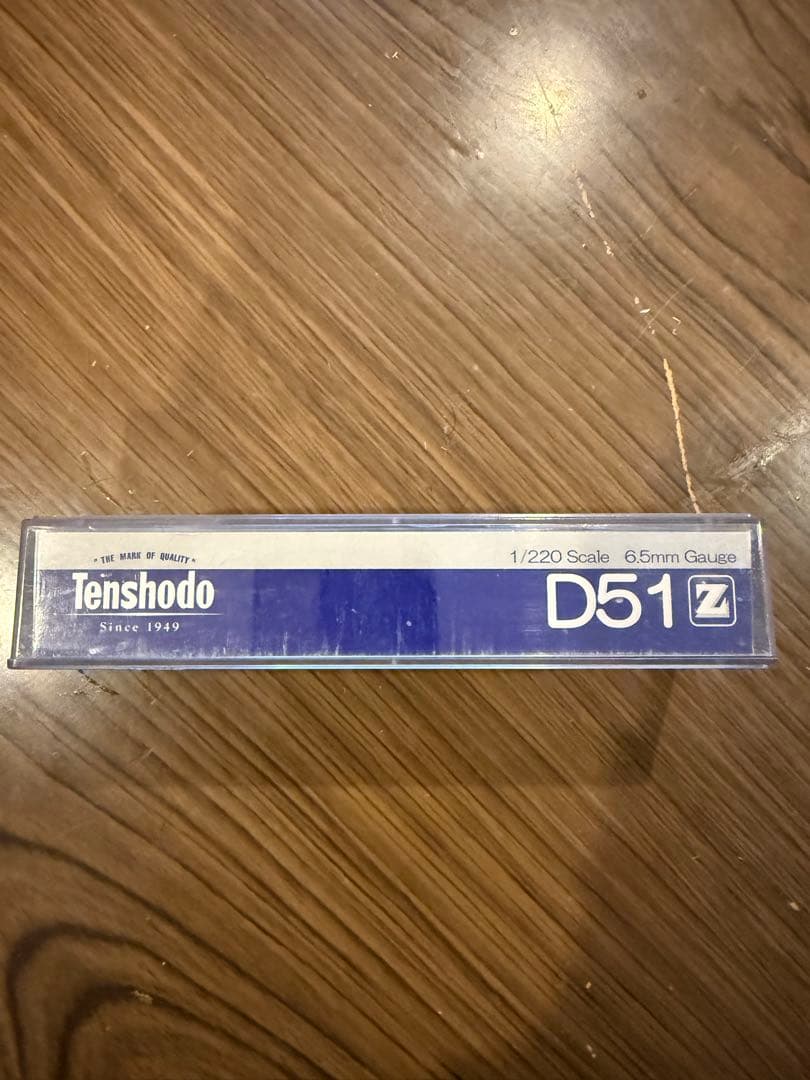 "THE MARK OF QUALITY"
Tenshodo
Since 1949
1/220 Scale 6.5mm Gauge
D51 Z